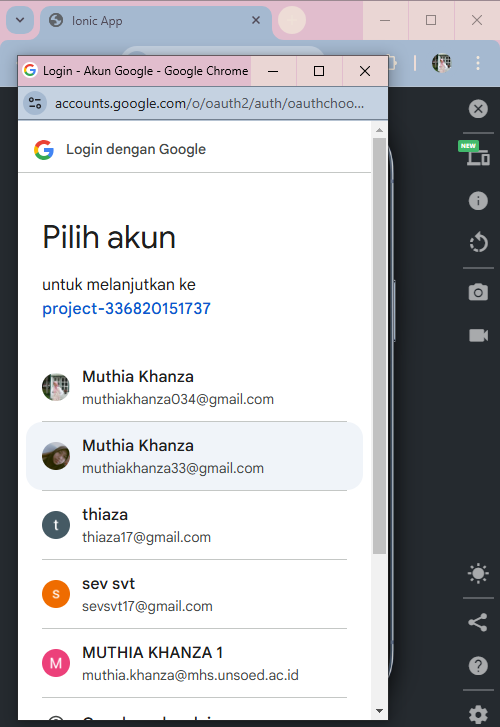 Ionic App
Login - Akun Google - Google Chrome
accounts.google.com/o/oauth2/auth/oauthchoo...
Login dengan Google
NEW
Pilih akun
untuk melanjutkan ke
project-336820151737
Muthia Khanza
muthiakhanza034@gmail.com
Muthia Khanza
muthiakhanza33@gmail.com
t
thiaza
thiaza17@gmail.com
s
sev svt
sevsvt17@gmail.com
M
MUTHIA KHANZA 1
muthia.khanza@mhs.unsoed.ac.id